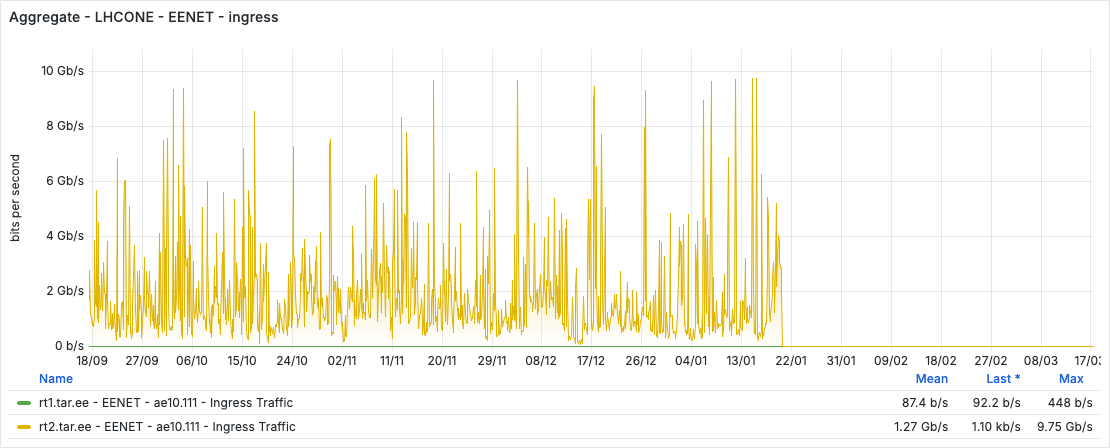 Aggregate - LHCONE - EENET - ingress
bits per second
10 Gb/s
8 Gb/s
6 Gb/s
4 Gb/s
2 Gb/s
0 b/s
18/09 27/09 06/10 15/10 24/10 02/11 11/11 20/11 29/11 08/12 17/12 26/12 04/01 13/01 22/01 31/01 09/02 18/02 27/02 08/03 17/03
Name Mean Last * Max
rt1.tar.ee - EENET - ae10.111 - Ingress Traffic 87.4 b/s 92.2 b/s 448 b/s
rt2.tar.ee - EENET - ae10.111 - Ingress Traffic 1.27 Gb/s 1.10 kb/s 9.75 Gb/s